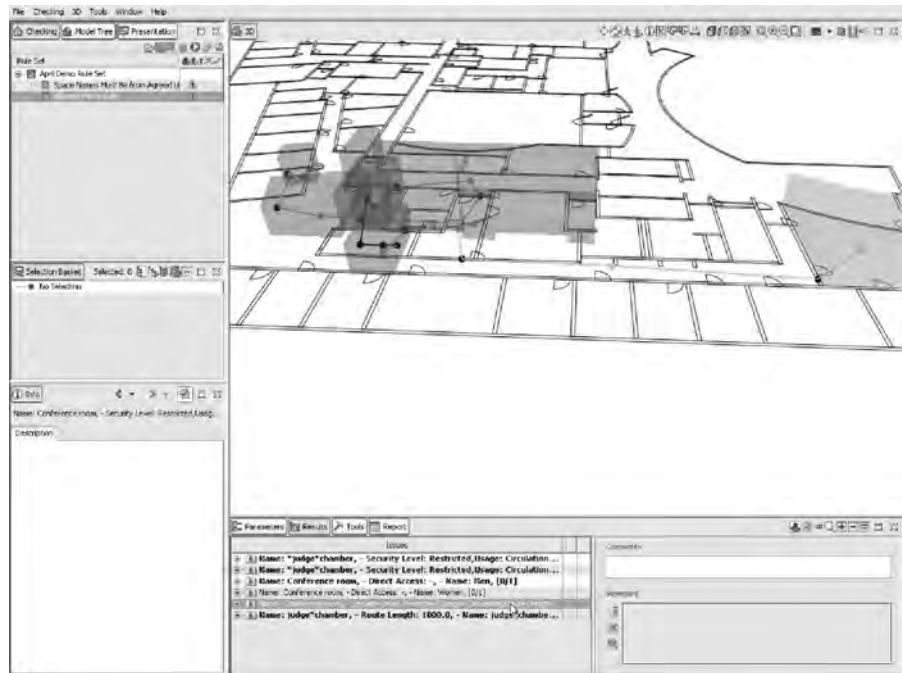 File Checking 3D Tools Window Help
Checking Model Tree Presentation
3D
Rule Set
April Demo Rule Set
Space Names Must Be from Agreed Li
Selection Basket Selected: 0
No Selection
Info
Name: Conference room, - Security Level: Restricted,Usag...
Description
Parameters Results Tools Report
Issues
Name: *judge*chamber, - Security Level: Restricted,Usage: Circulation...
Name: *judge*chamber, - Security Level: Restricted,Usage: Circulation...
Name: Conference room, - Direct Access: -, - Name: Men, [0/1]
Name: Conference room, - Direct Access: -, - Name: Women, [0/1]
Name: judge*chamber, - Route Length: 1000.0, - Name: judge*chambe...
Comments